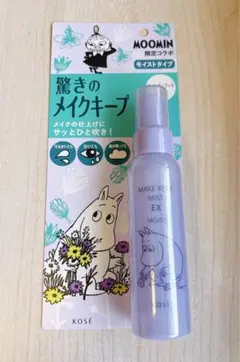 MOOMIN
限定コラボ
モイストタイプ
驚きの
メイクキープ
メイクの仕上げに
サッとひと吹き!
MAKE KEEP
MIST
EX
MOIST
KOSÉ
KOSÉ